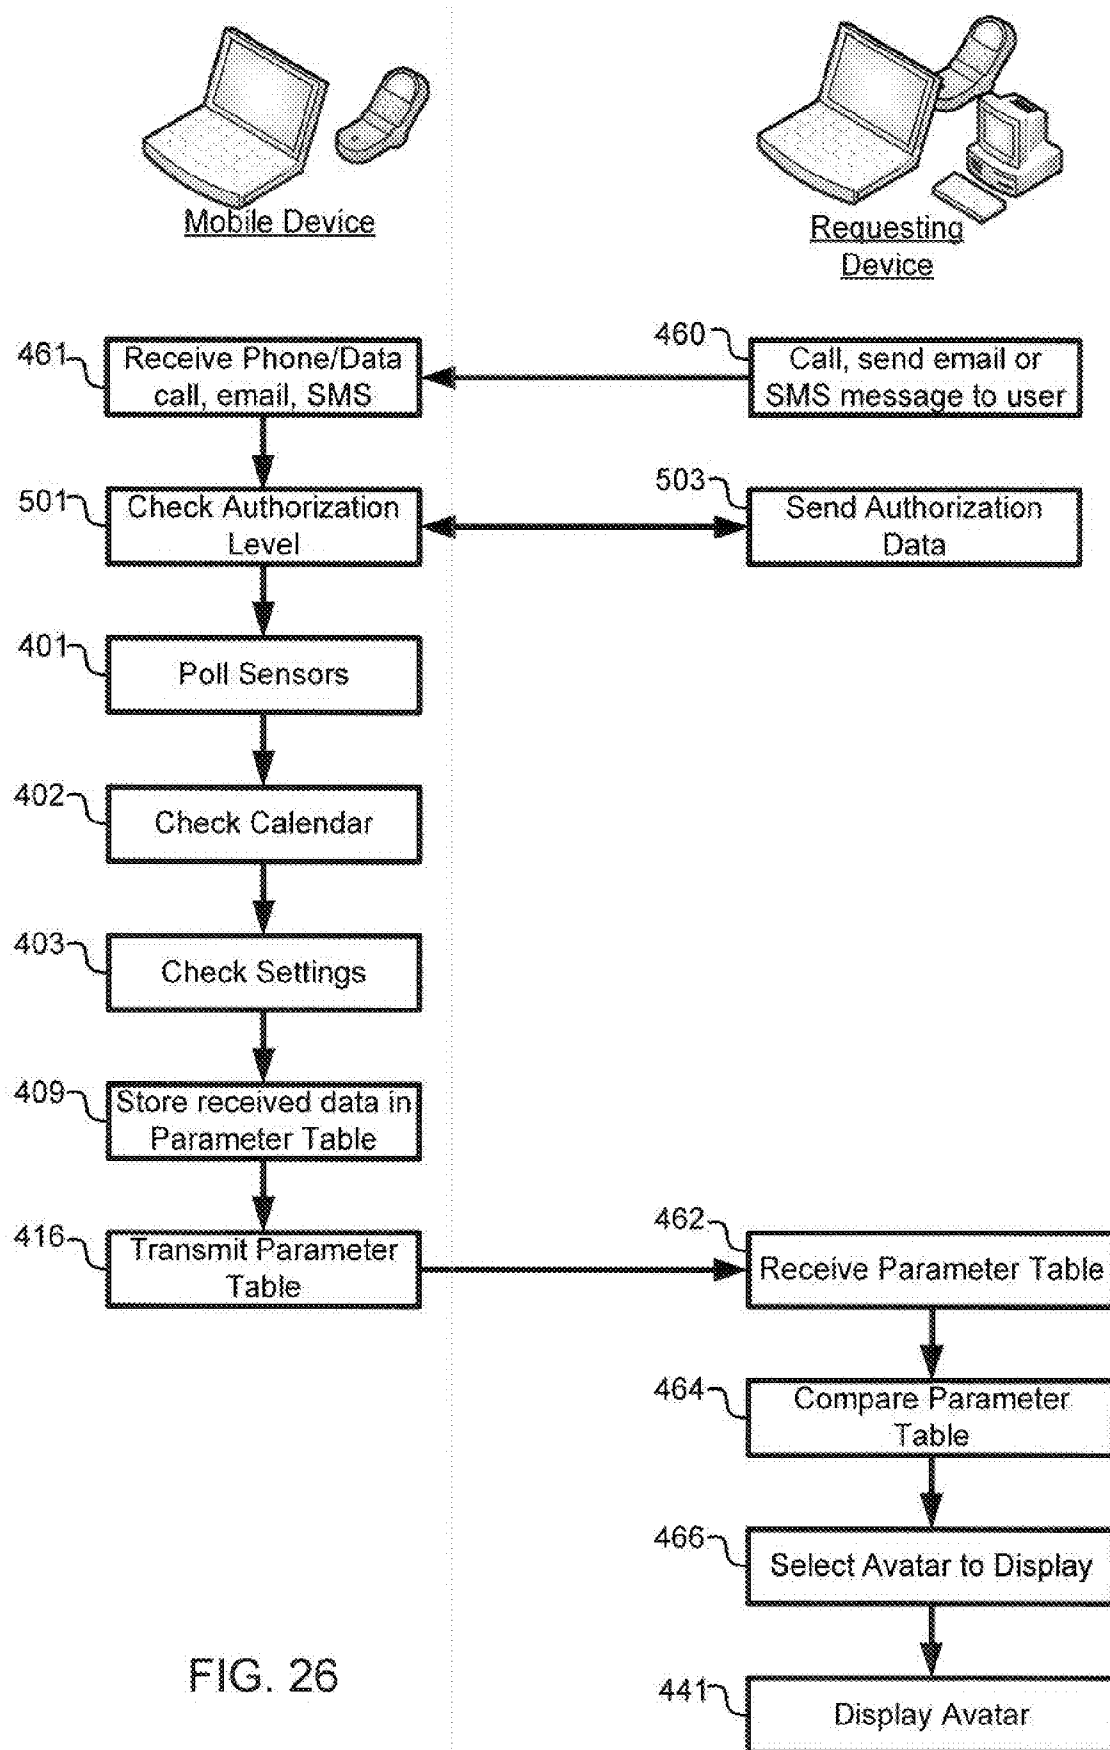 Mobile Device
Requesting
Device
461
Receive Phone/Data
call, email, SMS
460
Call, send email or
SMS message to user
501
Check Authorization
Level
503
Send Authorization
Data
401
Poll Sensors
402
Check Calendar
403
Check Settings
409
Store received data in
Parameter Table
416
Transmit Parameter
Table
462
Receive Parameter Table
464
Compare Parameter
Table
466
Select Avatar to Display
441
Display Avatar
FIG. 26